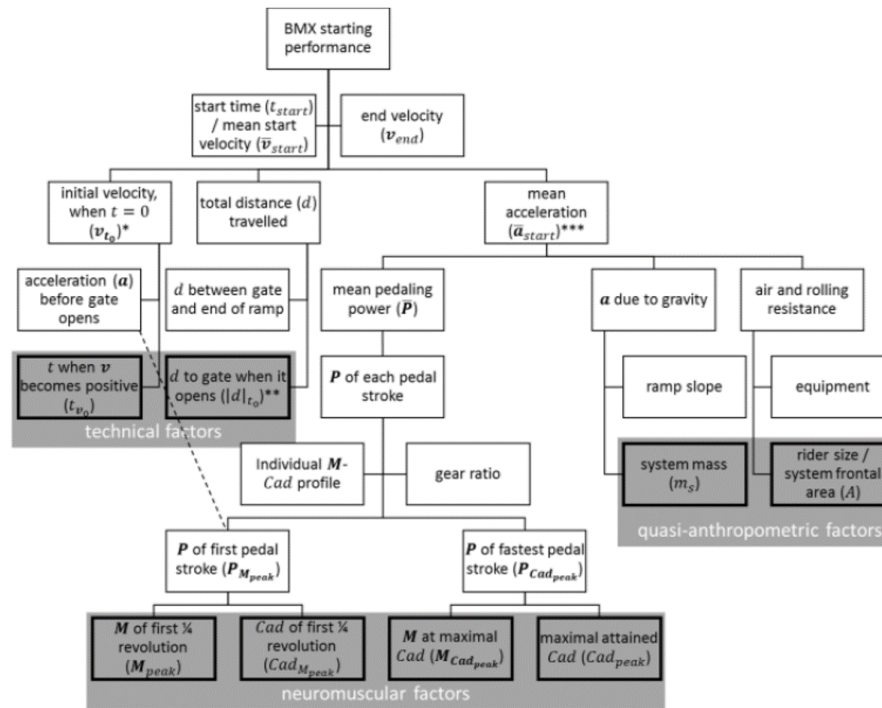 BMX starting
performance
start time (t_start)
/ mean start
velocity (v̅_start)
end velocity
(v_end)
initial velocity,
when t = 0
(v_t₀)*
total distance (d)
travelled
mean
acceleration
(a̅_start)***
acceleration (a)
before gate
opens
d between gate
and end of ramp
mean pedaling
power (P̅)
a due to gravity
air and rolling
resistance
t when v
becomes positive
(t_v₀)
d to gate when it
opens (|d|_t₀)**
technical factors
P of each pedal
stroke
ramp slope
equipment
Individual M-
Cad profile
gear ratio
system mass
(m_s)
rider size /
system frontal
area (A)
quasi-anthropometric factors
P of first pedal
stroke (P_M_peak)
P of fastest pedal
stroke (P_Cad_peak)
M of first ¼
revolution
(M_peak)
Cad of first ¼
revolution
(Cad_M_peak)
M at maximal
Cad (M_Cad_peak)
maximal attained
Cad (Cad_peak)
neuromuscular factors